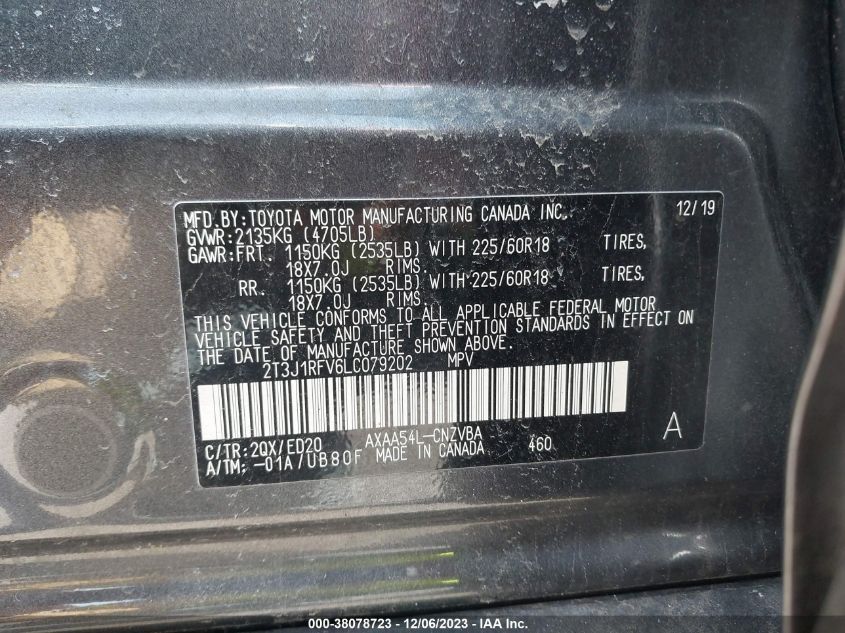 MFD.BY:TOYOTA MOTOR MANUFACTURING CANADA INC. 12/19
GVWR:2135KG (4705LB)
GAWR:FRT. 1150KG (2535LB) WITH 225/60R18 TIRES,
18X7.0J RIMS,
RR. 1150KG (2535LB) WITH 225/60R18 TIRES,
18X7.0J RIMS
THIS VEHICLE CONFORMS TO ALL APPLICABLE FEDERAL MOTOR
VEHICLE SAFETY AND THEFT PREVENTION STANDARDS IN EFFECT ON
THE DATE OF MANUFACTURE SHOWN ABOVE.
2T3J1RFV6LC079202 MPV
A
C/TR:2QX/ED20 AXAA54L-CNZVBA 460
A/TM:-01A/UB80F MADE IN CANADA
000-38078723 - 12/06/2023 - IAA Inc.